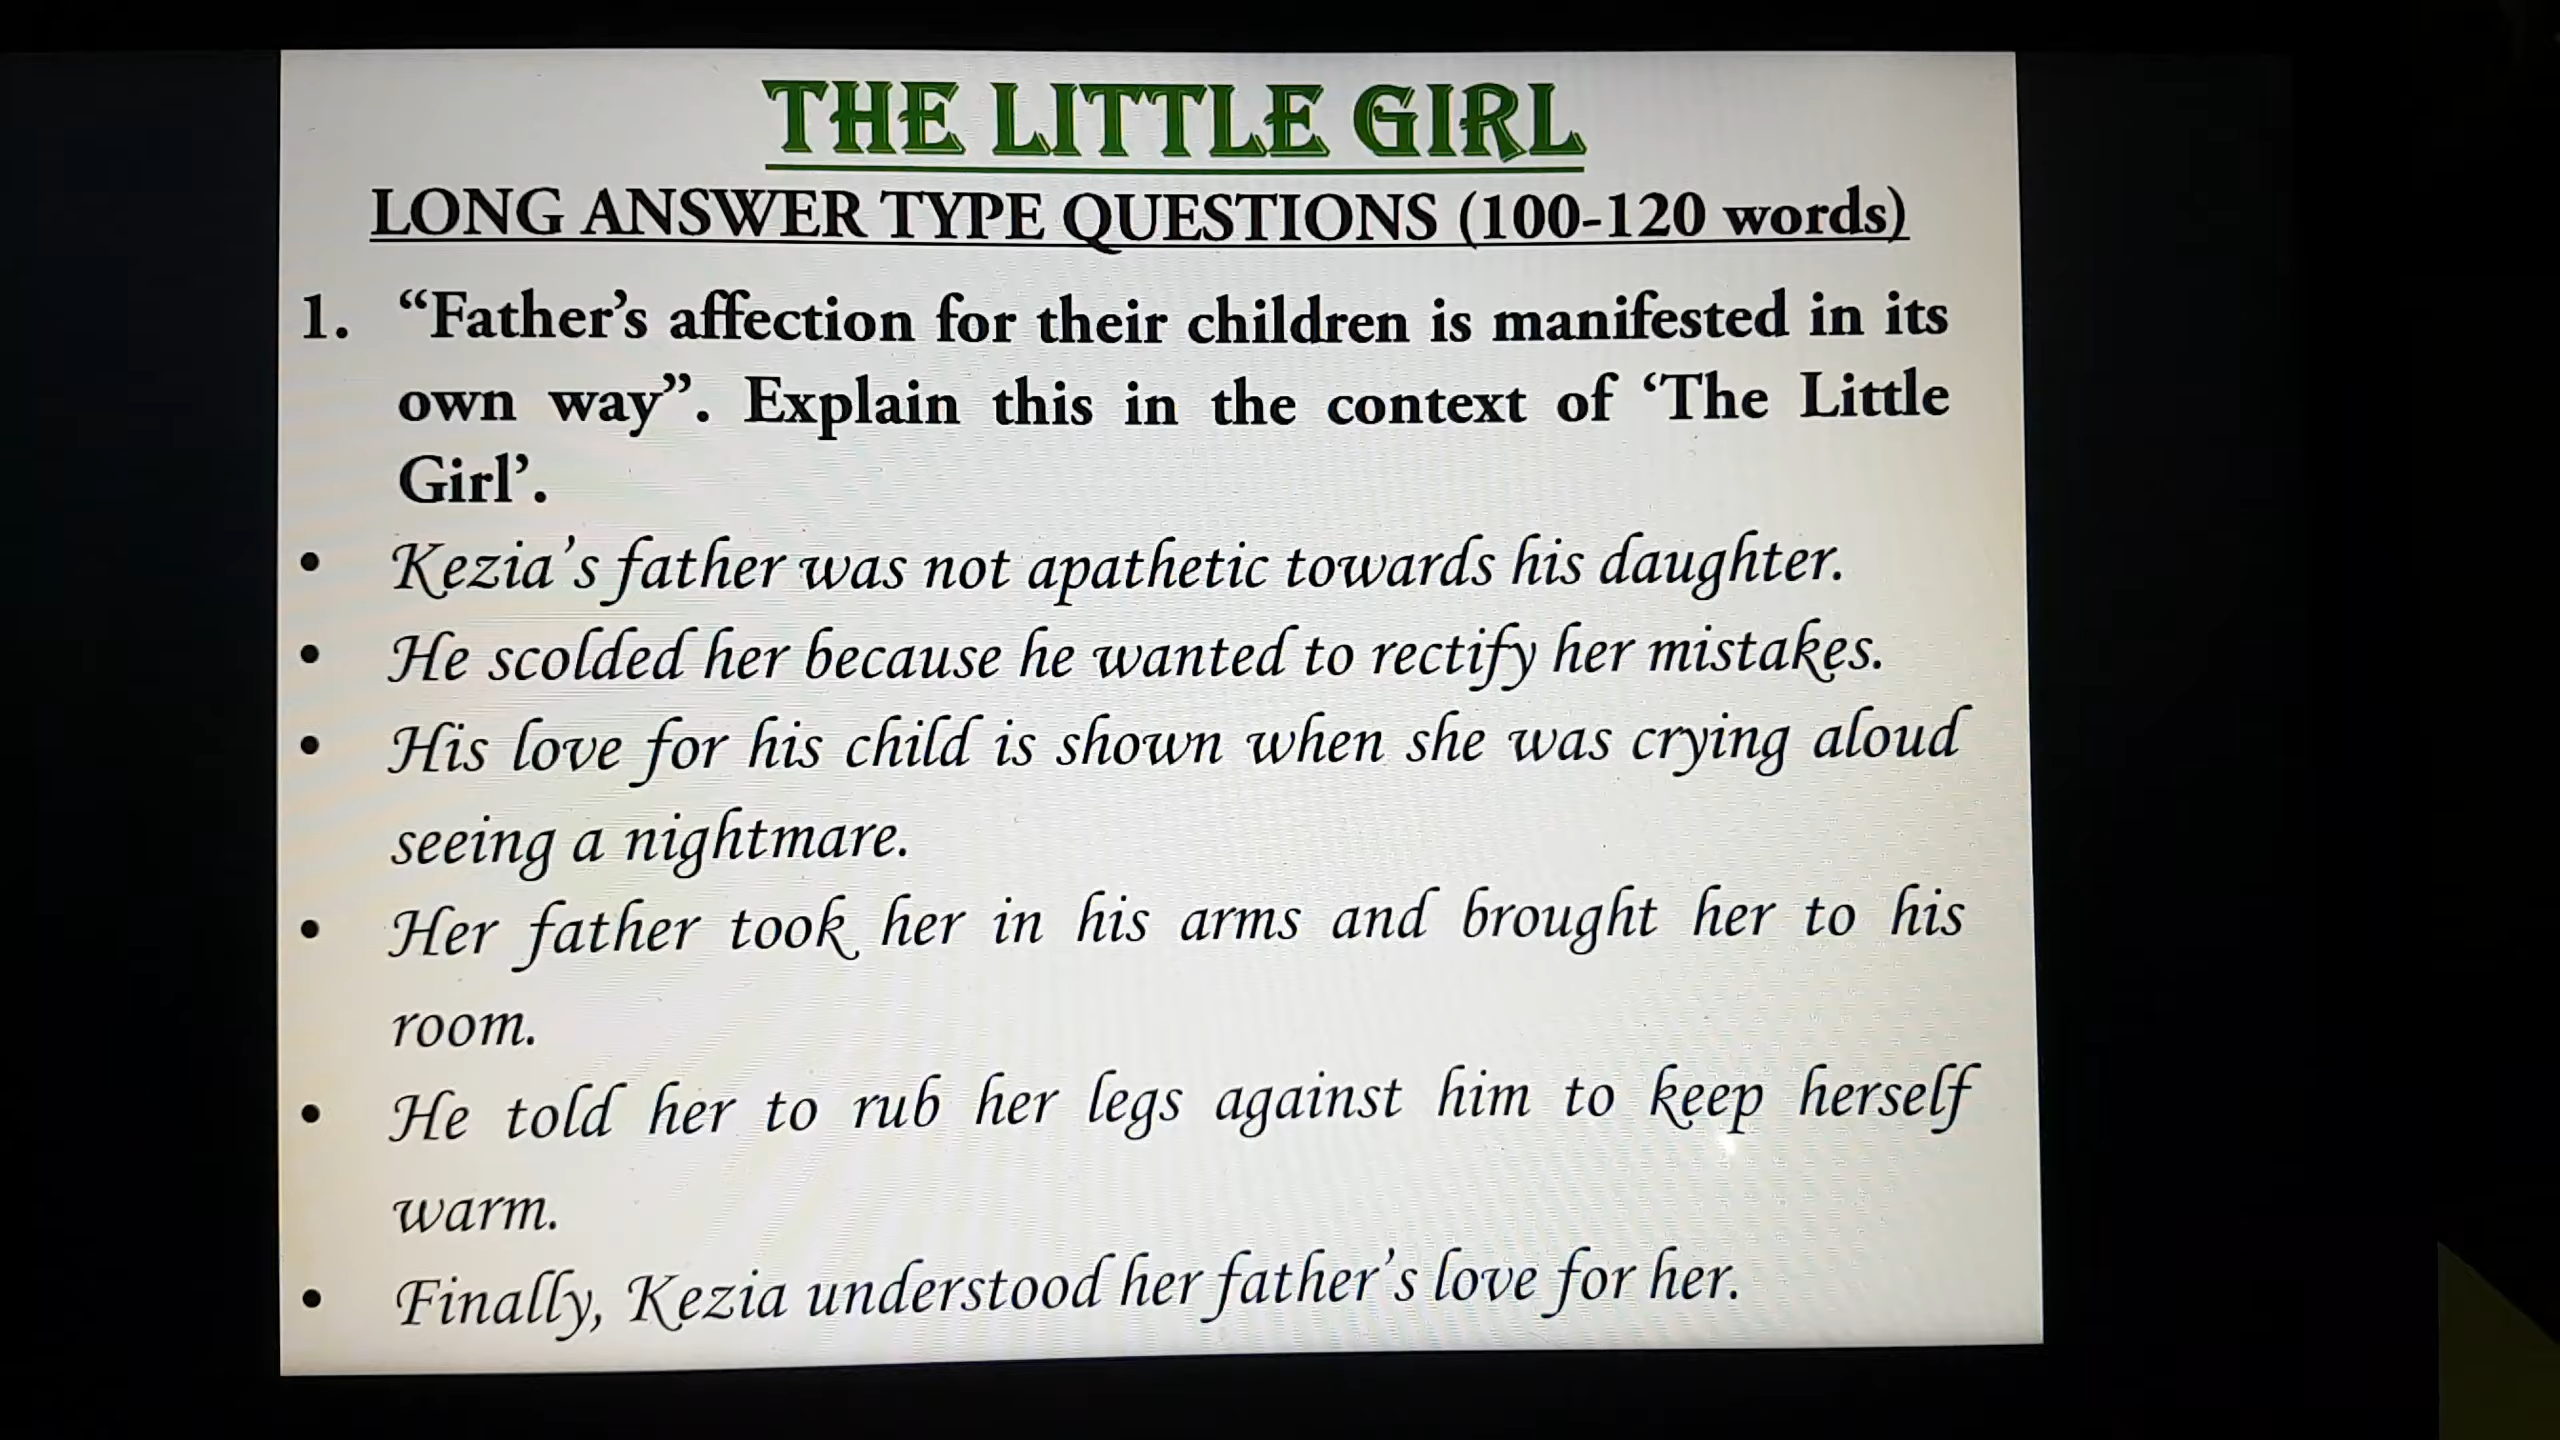 THE LITTLE GIRL
LONG ANSWER TYPE QUESTIONS (100-120 words)
1. “Father’s affection for their children is manifested in its
own way”. Explain this in the context of ‘The Little
Girl’.
• Kezia’s father was not apathetic towards his daughter.
• He scolded her because he wanted to rectify her mistakes.
• His love for his child is shown when she was crying aloud
seeing a nightmare.
• Her father took her in his arms and brought her to his
room.
• He told her to rub her legs against him to keep herself
warm.
• Finally, Kezia understood her father’s love for her.